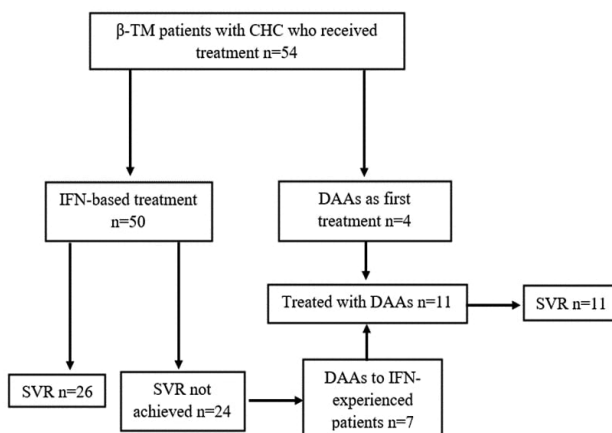 β-TM patients with CHC who received
treatment n=54
IFN-based treatment
n=50
DAAs as first
treatment n=4
Treated with DAAs n=11
SVR n=11
SVR n=26
SVR not
achieved n=24
DAAs to IFN-
experienced
patients n=7